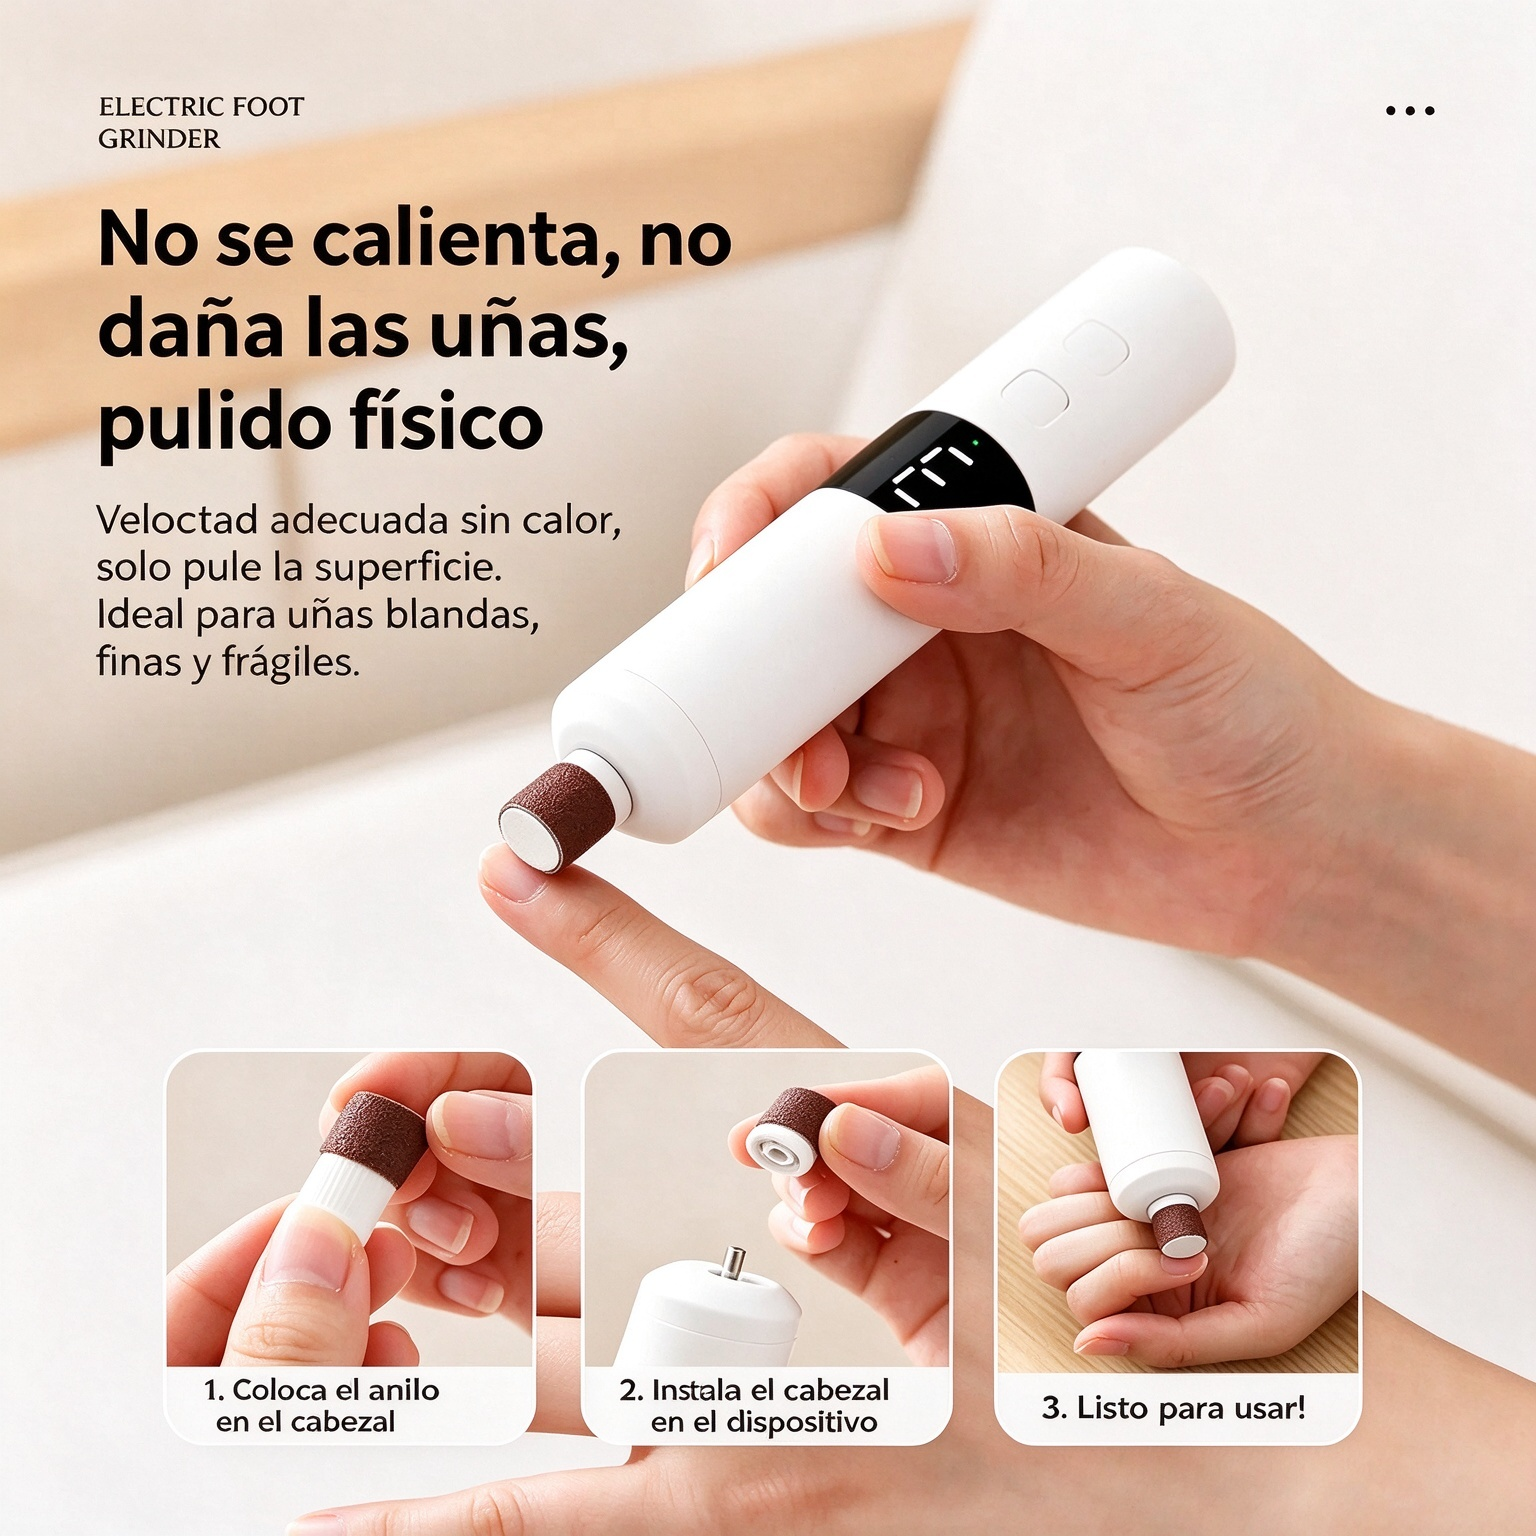 ELECTRIC FOOT
GRINDER
No se calienta, no
daña las uñas,
pulido físico
Veloctad adecuada sin calor,
solo pule la superficie.
Ideal para uñas blandas,
finas y frágiles.
1. Coloca el anilo
en el cabezal
2. Instala el cabezal
en el dispositivo
3. Listo para usar!